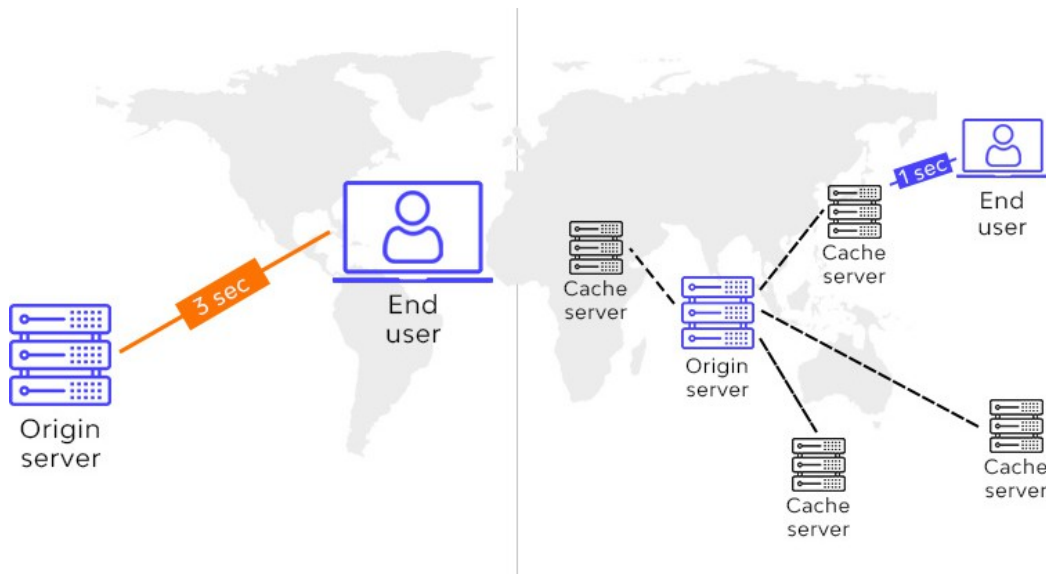 3 sec
End
user
Origin
server
1 sec
End
user
Cache
server
Cache
server
Origin
server
Cache
server
Cache
server